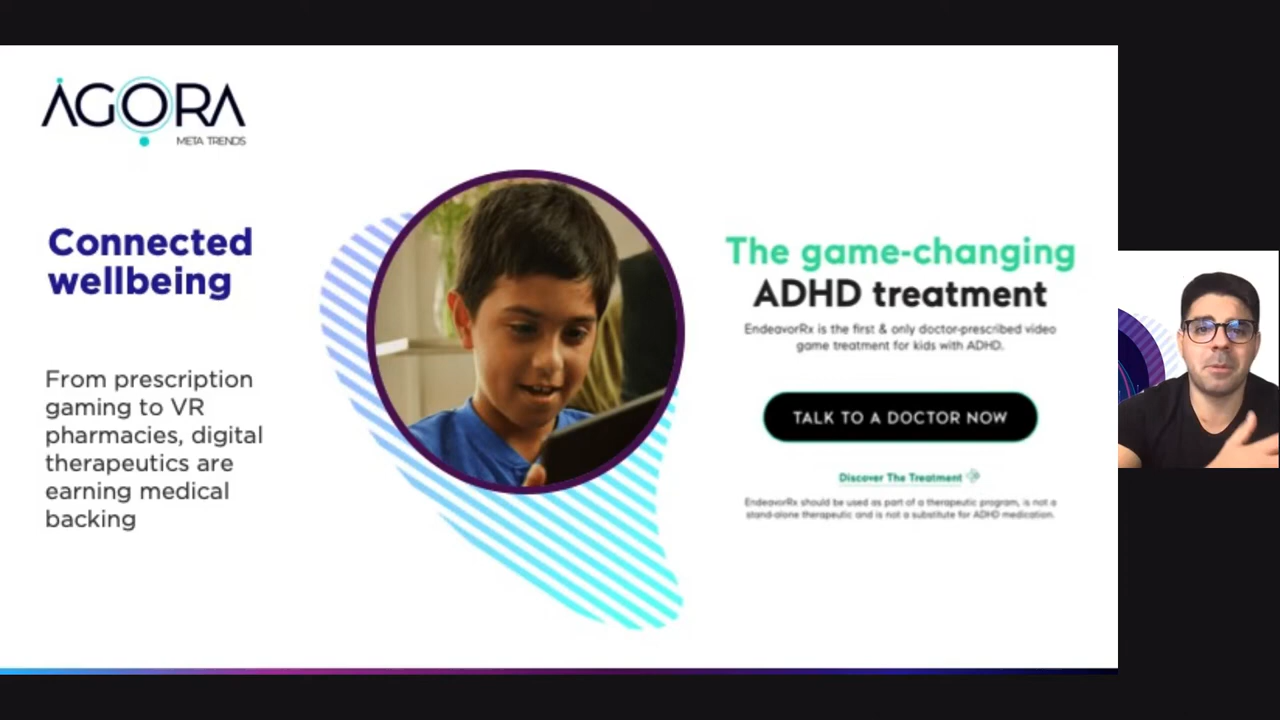 ÀGORA
META TRENDS
Connected
wellbeing
From prescription
gaming to VR
pharmacies, digital
therapeutics are
earning medical
backing
The game-changing
ADHD treatment
EndeavorRx is the first & only doctor-prescribed video
game treatment for kids with ADHD.
TALK TO A DOCTOR NOW
Discover The Treatment
EndeavorRx should be used as part of a therapeutic program, is not a
stand-alone therapeutic and is not a substitute for ADHD medication.